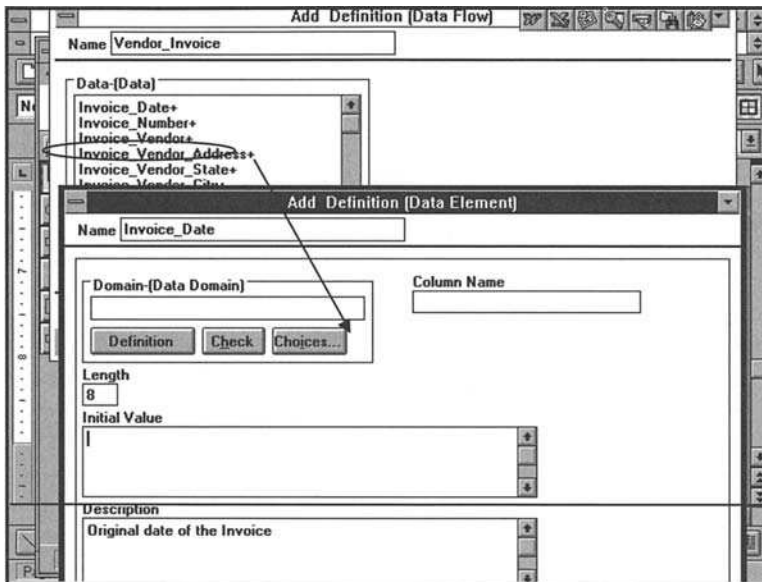 Add Definition (Data Flow)
Name Vendor_Invoice
Data-(Data)
Invoice_Date+
Invoice_Number+
Invoice_Vendor+
Invoice_Vendor_Address+
Invoice_Vendor_State+
Invoice_Vendor_City+
Add Definition (Data Element)
Name Invoice_Date
Domain-(Data Domain)
Column Name
Definition Check Choices...
Length
8
Initial Value
Description
Original date of the Invoice